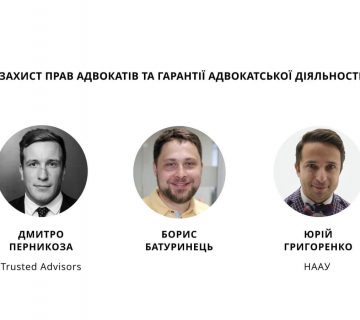 ЗАХИСТ ПРАВ АДВОКАТІВ ТА ГАРАНТІЇ АДВОКАТСЬКОЇ ДІЯЛЬНОСТІ
ДМИТРО
ПЕРНИКОЗА
Trusted Advisors
БОРИС
БАТУРИНЕЦЬ
ЮРІЙ
ГРИГОРЕНКО
НААУ